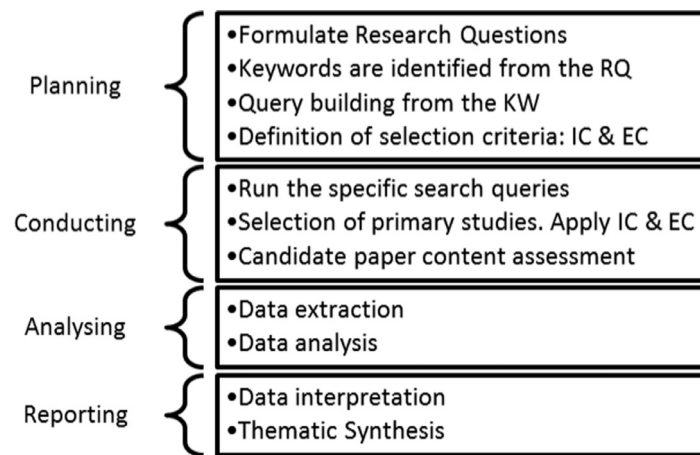 Planning
•Formulate Research Questions
•Keywords are identified from the RQ
•Query building from the KW
•Definition of selection criteria: IC & EC
Conducting
•Run the specific search queries
•Selection of primary studies. Apply IC & EC
•Candidate paper content assessment
Analysing
•Data extraction
•Data analysis
Reporting
•Data interpretation
•Thematic Synthesis